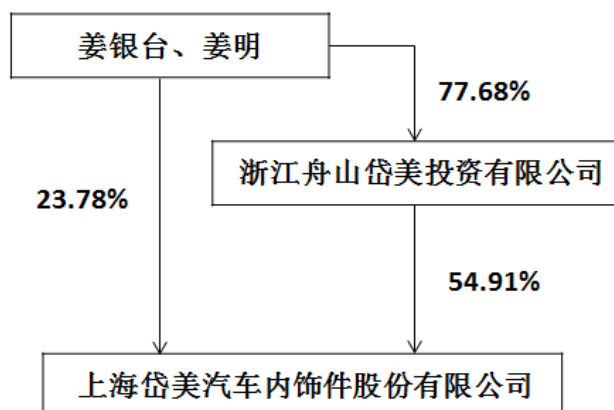 姜银台、姜明
77.68%
浙江舟山岱美投资有限公司
23.78%
54.91%
上海岱美汽车内饰件股份有限公司